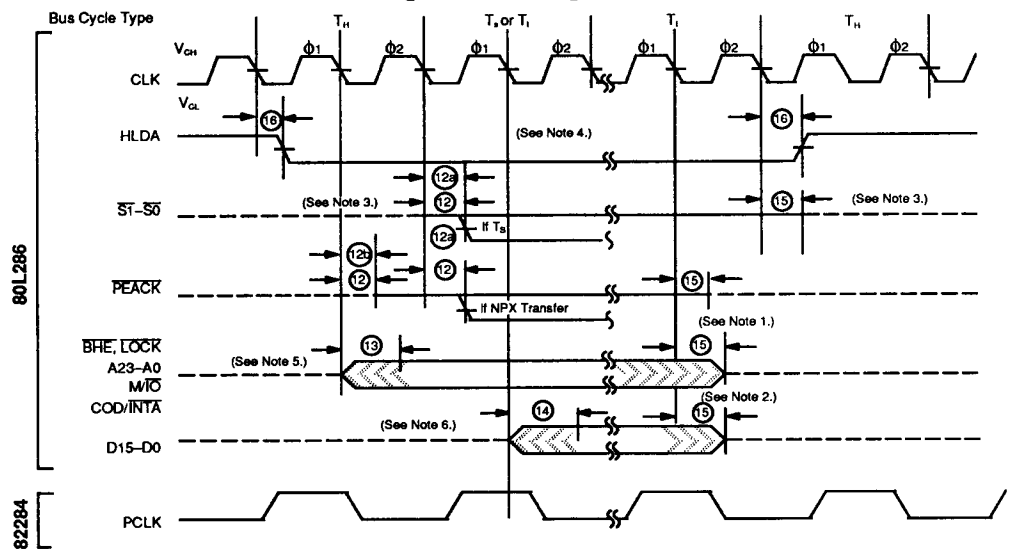 Bus Cycle Type T_H T_s or T_I T_I T_H
V_CH ϕ1 ϕ2 ϕ1 ϕ2 ϕ1 ϕ2 ϕ1 ϕ2
CLK
V_CL
16 16
HLDA (See Note 4.)
12a
S1–S0 (See Note 3.) 12 15 (See Note 3.)
12a If T_S
12b
12 12 15
PEACK
If NPX Transfer
(See Note 1.)
BHE, LOCK 13 15
A23–A0 (See Note 5.)
M/IO
(See Note 2.)
COD/INTA 14 15
(See Note 6.)
D15–D0
80L286
PCLK
82284